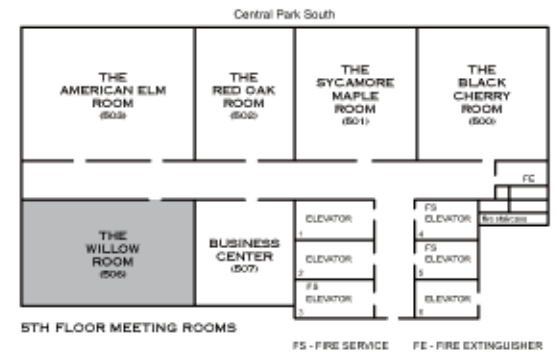 Central Park South
THE
AMERICAN ELM
ROOM
(503)
THE
RED OAK
ROOM
(502)
THE
SYCAMORE
MAPLE
ROOM
(501)
THE
BLACK
CHERRY
ROOM
(500)
FE
fire staircase
THE
WILLOW
ROOM
(506)
BUSINESS
CENTER
(507)
ELEVATOR
1
ELEVATOR
2
FS
ELEVATOR
3
FS
ELEVATOR
4
FS
ELEVATOR
5
ELEVATOR
6
5TH FLOOR MEETING ROOMS
FS - FIRE SERVICE FE - FIRE EXTINGUISHER